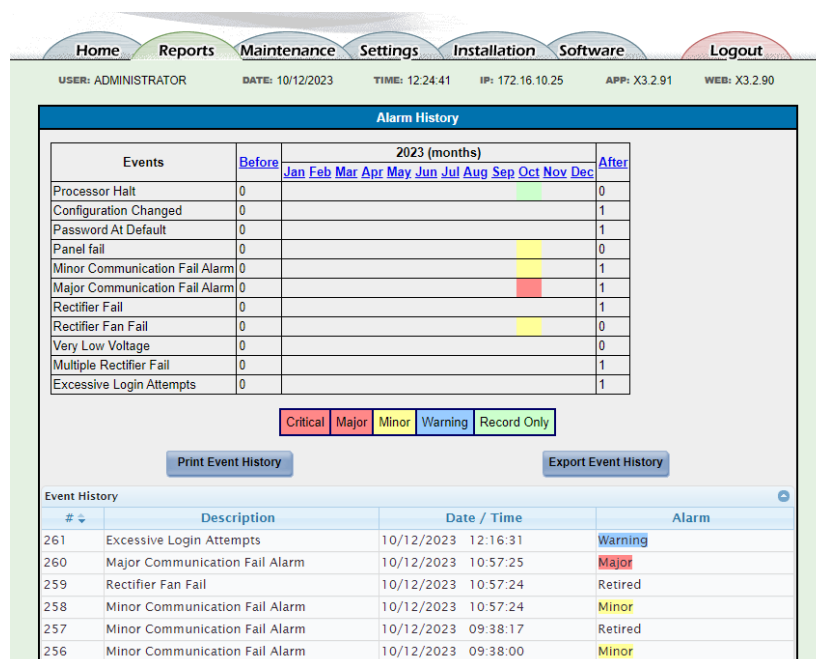 Home Reports Maintenance Settings Installation Software Logout
USER: ADMINISTRATOR DATE: 10/12/2023 TIME: 12:24:41 IP: 172.16.10.25 APP: X3.2.91 WEB: X3.2.90
Alarm History
Events Before 2023 (months) After
Jan Feb Mar Apr May Jun Jul Aug Sep Oct Nov Dec
Processor Halt 0 0
Configuration Changed 0 1
Password At Default 0 1
Panel fail 0 0
Minor Communication Fail Alarm 0 1
Major Communication Fail Alarm 0 1
Rectifier Fail 0 1
Rectifier Fan Fail 0 0
Very Low Voltage 0 0
Multiple Rectifier Fail 0 1
Excessive Login Attempts 0 1
Critical Major Minor Warning Record Only
Print Event History Export Event History
Event History
# Description Date / Time Alarm
261 Excessive Login Attempts 10/12/2023 12:16:31 Warning
260 Major Communication Fail Alarm 10/12/2023 10:57:25 Major
259 Rectifier Fan Fail 10/12/2023 10:57:24 Retired
258 Minor Communication Fail Alarm 10/12/2023 10:57:24 Minor
257 Minor Communication Fail Alarm 10/12/2023 09:38:17 Retired
256 Minor Communication Fail Alarm 10/12/2023 09:38:00 Minor